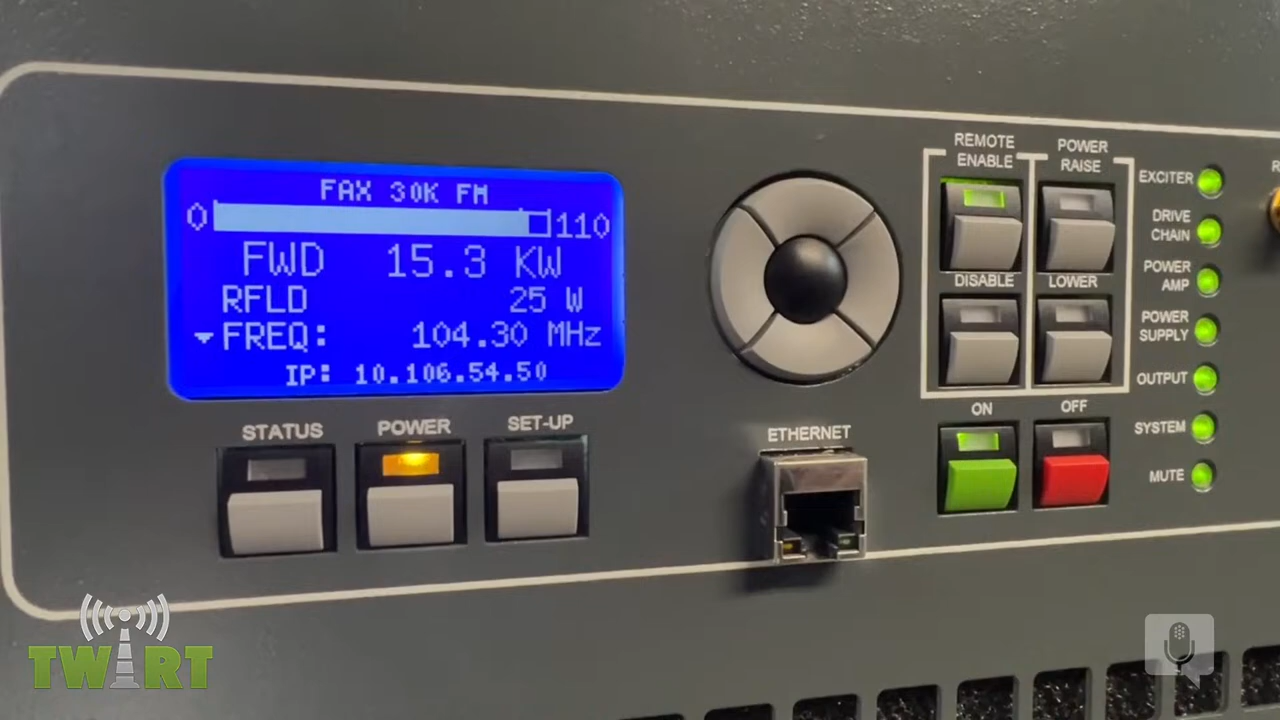 FAX 30K FM
0 110
FWD 15.3 KW
RFLD 25 W
FREQ: 104.30 MHz
IP: 10.106.54.50
STATUS
POWER
SET-UP
ETHERNET
REMOTE
ENABLE
POWER
RAISE
DISABLE
LOWER
ON
OFF
EXCITER
DRIVE
CHAIN
POWER
AMP
POWER
SUPPLY
OUTPUT
SYSTEM
MUTE
TWiRT